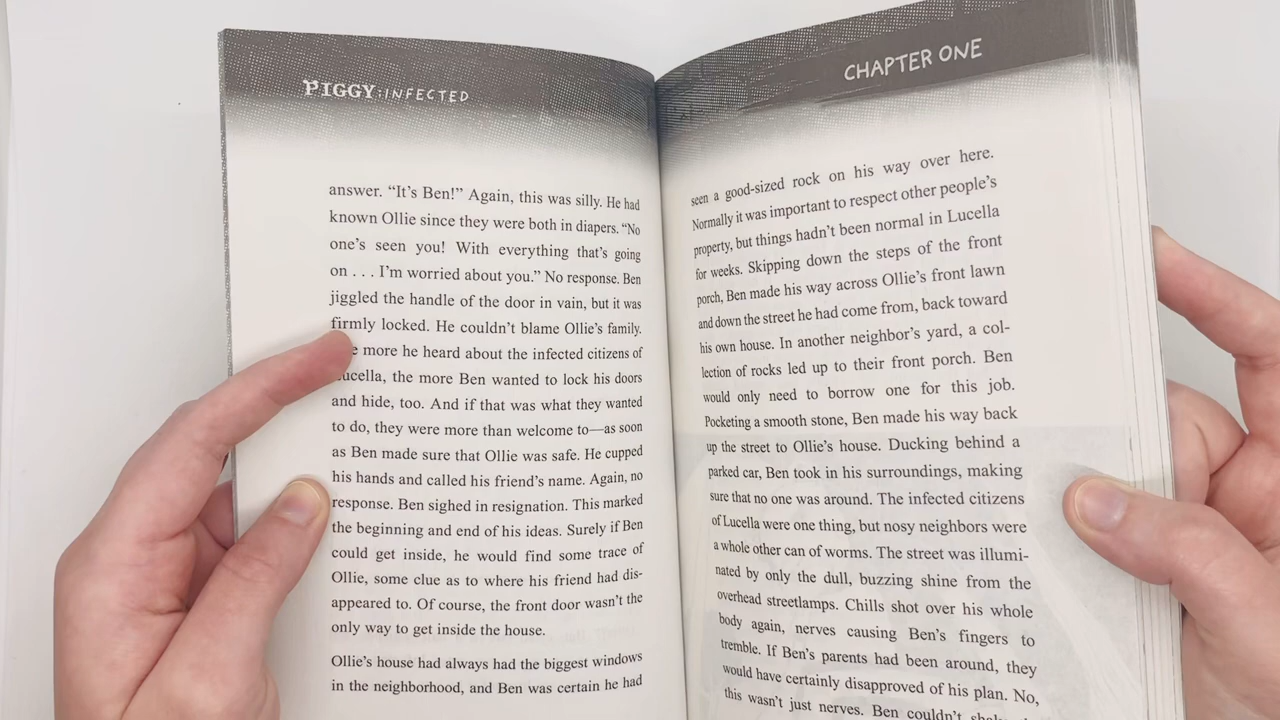 PIGGY:INFECTED
answer. “It’s Ben!” Again, this was silly. He had
known Ollie since they were both in diapers. “No
one’s seen you! With everything that’s going
on . . . I’m worried about you.” No response. Ben
jiggled the handle of the door in vain, but it was
firmly locked. He couldn’t blame Ollie’s family.
more he heard about the infected citizens of
Lucella, the more Ben wanted to lock his doors
and hide, too. And if that was what they wanted
to do, they were more than welcome to—as soon
as Ben made sure that Ollie was safe. He cupped
his hands and called his friend’s name. Again, no
response. Ben sighed in resignation. This marked
the beginning and end of his ideas. Surely if Ben
could get inside, he would find some trace of
Ollie, some clue as to where his friend had dis-
appeared to. Of course, the front door wasn’t the
only way to get inside the house.
Ollie’s house had always had the biggest windows
in the neighborhood, and Ben was certain he had
CHAPTER ONE
seen a good-sized rock on his way over here.
Normally it was important to respect other people’s
property, but things hadn’t been normal in Lucella
for weeks. Skipping down the steps of the front
porch, Ben made his way across Ollie’s front lawn
and down the street he had come from, back toward
his own house. In another neighbor’s yard, a col-
lection of rocks led up to their front porch. Ben
would only need to borrow one for this job.
Pocketing a smooth stone, Ben made his way back
up the street to Ollie’s house. Ducking behind a
parked car, Ben took in his surroundings, making
sure that no one was around. The infected citizens
of Lucella were one thing, but nosy neighbors were
a whole other can of worms. The street was illumi-
nated by only the dull, buzzing shine from the
overhead streetlamps. Chills shot over his whole
body again, nerves causing Ben’s fingers to
tremble. If Ben’s parents had been around, they
would have certainly disapproved of his plan. No,
this wasn’t just nerves. Ben couldn’t